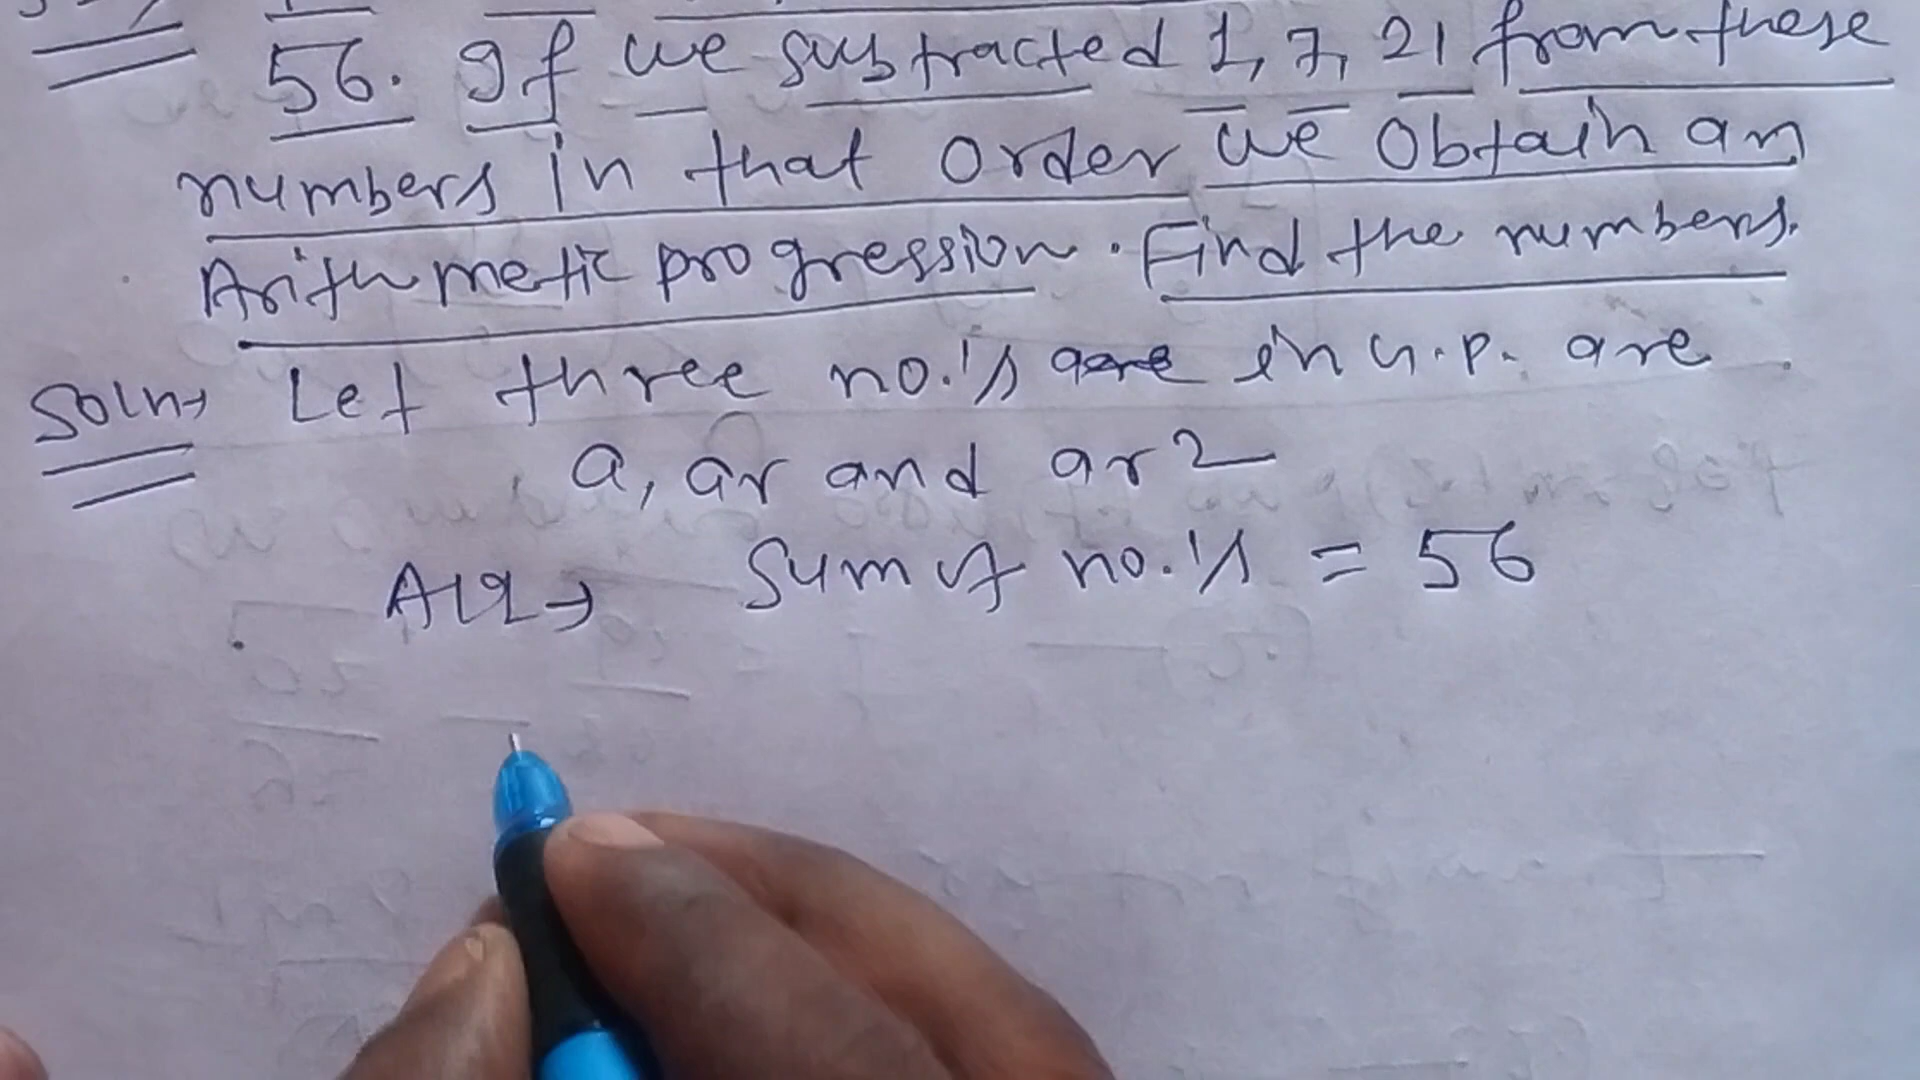 56. If we subtracted 1, 7, 21 from these
numbers in that order we obtain an
Arithmetic progression. Find the numbers.
Soln→ Let three no.'s are in G.P. are
a, ar and ar2
A/Q→ Sum of no.'s = 56